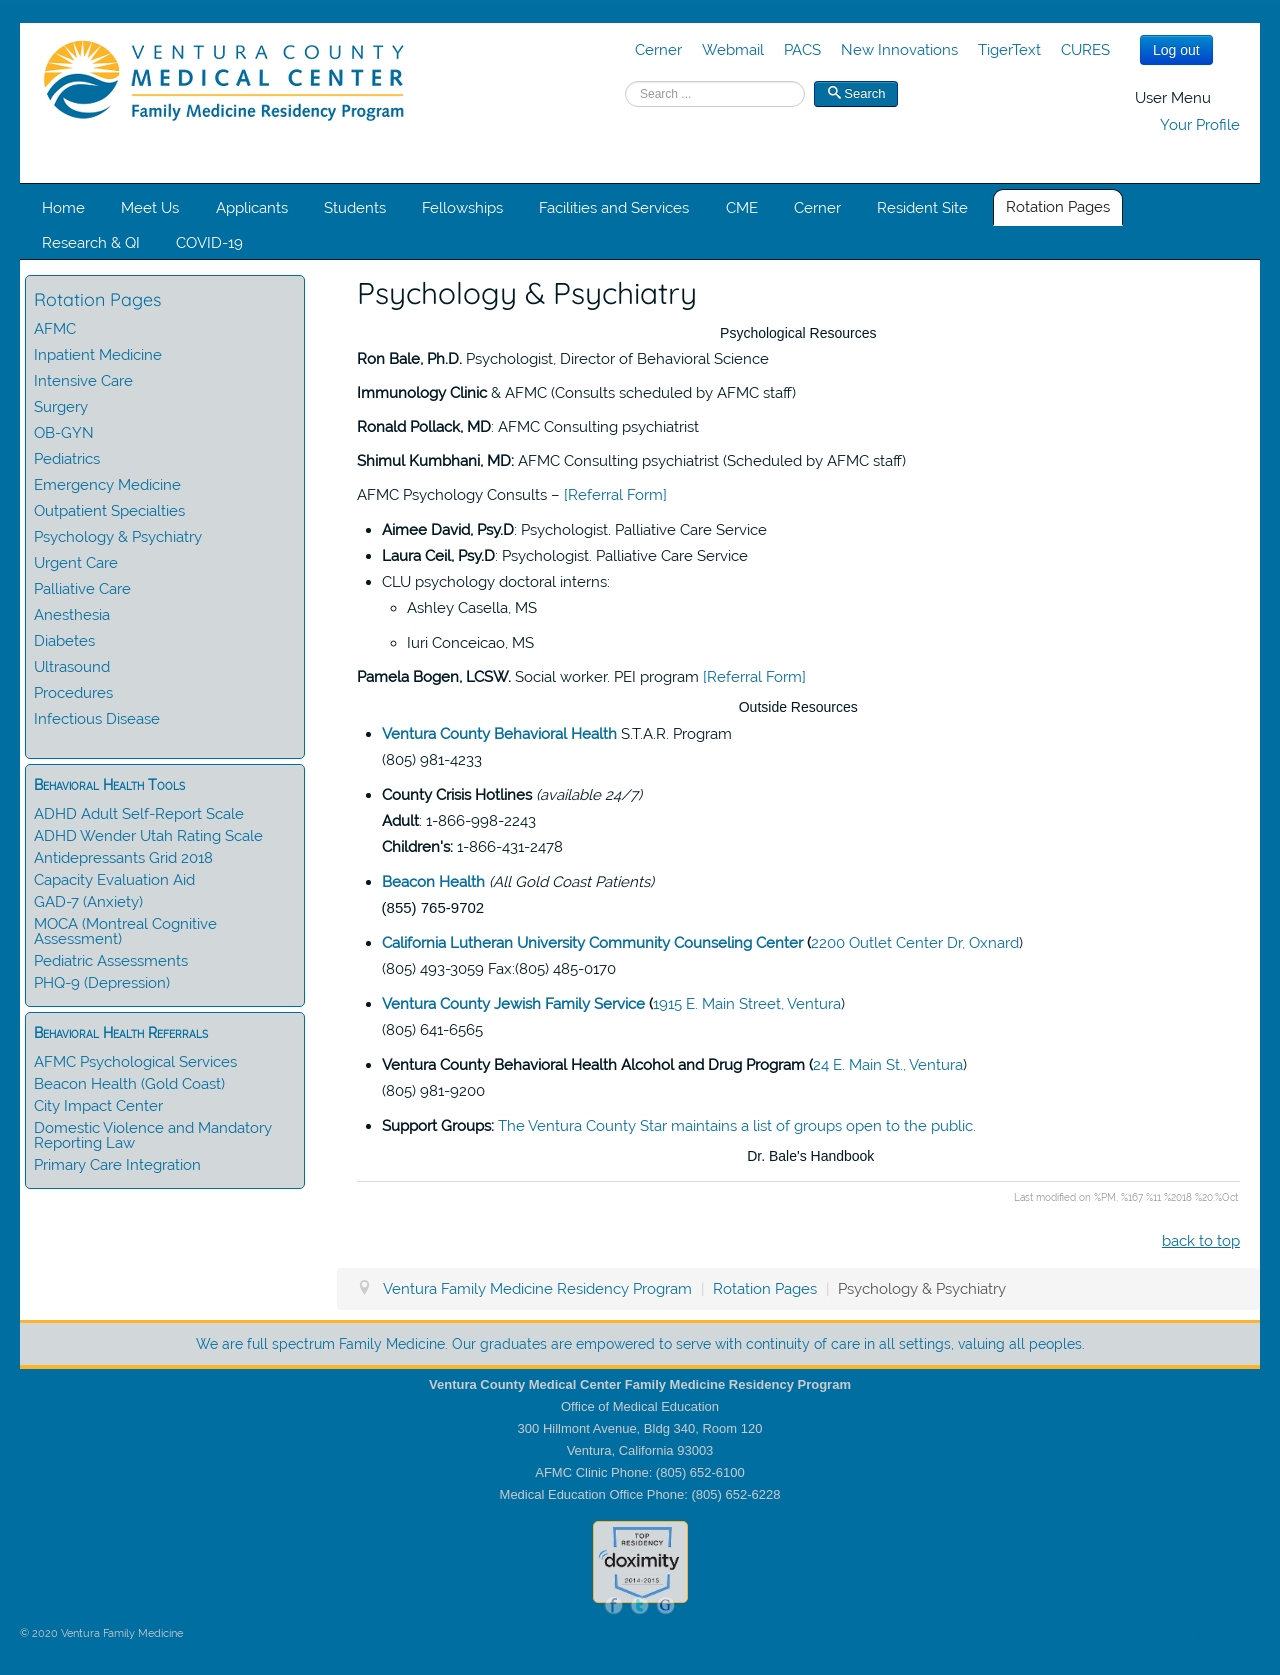 VENTURA COUNTY
MEDICAL CENTER
Family Medicine Residency Program
Cerner Webmail PACS New Innovations TigerText CURES
Log out
Search ...
Search
User Menu
Your Profile
Home Meet Us Applicants Students Fellowships Facilities and Services CME Cerner Resident Site Rotation Pages
Research & QI COVID-19
Rotation Pages
AFMC
Inpatient Medicine
Intensive Care
Surgery
OB-GYN
Pediatrics
Emergency Medicine
Outpatient Specialties
Psychology & Psychiatry
Urgent Care
Palliative Care
Anesthesia
Diabetes
Ultrasound
Procedures
Infectious Disease
Behavioral Health Tools
ADHD Adult Self-Report Scale
ADHD Wender Utah Rating Scale
Antidepressants Grid 2018
Capacity Evaluation Aid
GAD-7 (Anxiety)
MOCA (Montreal Cognitive
Assessment)
Pediatric Assessments
PHQ-9 (Depression)
Behavioral Health Referrals
AFMC Psychological Services
Beacon Health (Gold Coast)
City Impact Center
Domestic Violence and Mandatory
Reporting Law
Primary Care Integration
Psychology & Psychiatry
Psychological Resources
Ron Bale, Ph.D. Psychologist, Director of Behavioral Science
Immunology Clinic & AFMC (Consults scheduled by AFMC staff)
Ronald Pollack, MD: AFMC Consulting psychiatrist
Shimul Kumbhani, MD: AFMC Consulting psychiatrist (Scheduled by AFMC staff)
AFMC Psychology Consults – [Referral Form]
Aimee David, Psy.D: Psychologist. Palliative Care Service
Laura Ceil, Psy.D: Psychologist. Palliative Care Service
CLU psychology doctoral interns:
Ashley Casella, MS
Iuri Conceicao, MS
Pamela Bogen, LCSW. Social worker. PEI program [Referral Form]
Outside Resources
Ventura County Behavioral Health S.T.A.R. Program
(805) 981-4233
County Crisis Hotlines (available 24/7)
Adult: 1-866-998-2243
Children's: 1-866-431-2478
Beacon Health (All Gold Coast Patients)
(855) 765-9702
California Lutheran University Community Counseling Center (2200 Outlet Center Dr, Oxnard)
(805) 493-3059 Fax:(805) 485-0170
Ventura County Jewish Family Service (1915 E. Main Street, Ventura)
(805) 641-6565
Ventura County Behavioral Health Alcohol and Drug Program (24 E. Main St., Ventura)
(805) 981-9200
Support Groups: The Ventura County Star maintains a list of groups open to the public.
Dr. Bale's Handbook
Last modified on %PM, %167 %11 %2018 %20:%Oct
back to top
Ventura Family Medicine Residency Program | Rotation Pages | Psychology & Psychiatry
We are full spectrum Family Medicine. Our graduates are empowered to serve with continuity of care in all settings, valuing all peoples.
Ventura County Medical Center Family Medicine Residency Program
Office of Medical Education
300 Hillmont Avenue, Bldg 340, Room 120
Ventura, California 93003
AFMC Clinic Phone: (805) 652-6100
Medical Education Office Phone: (805) 652-6228
TOP
RESIDENCY
doximity
2014-2015
f t G
© 2020 Ventura Family Medicine